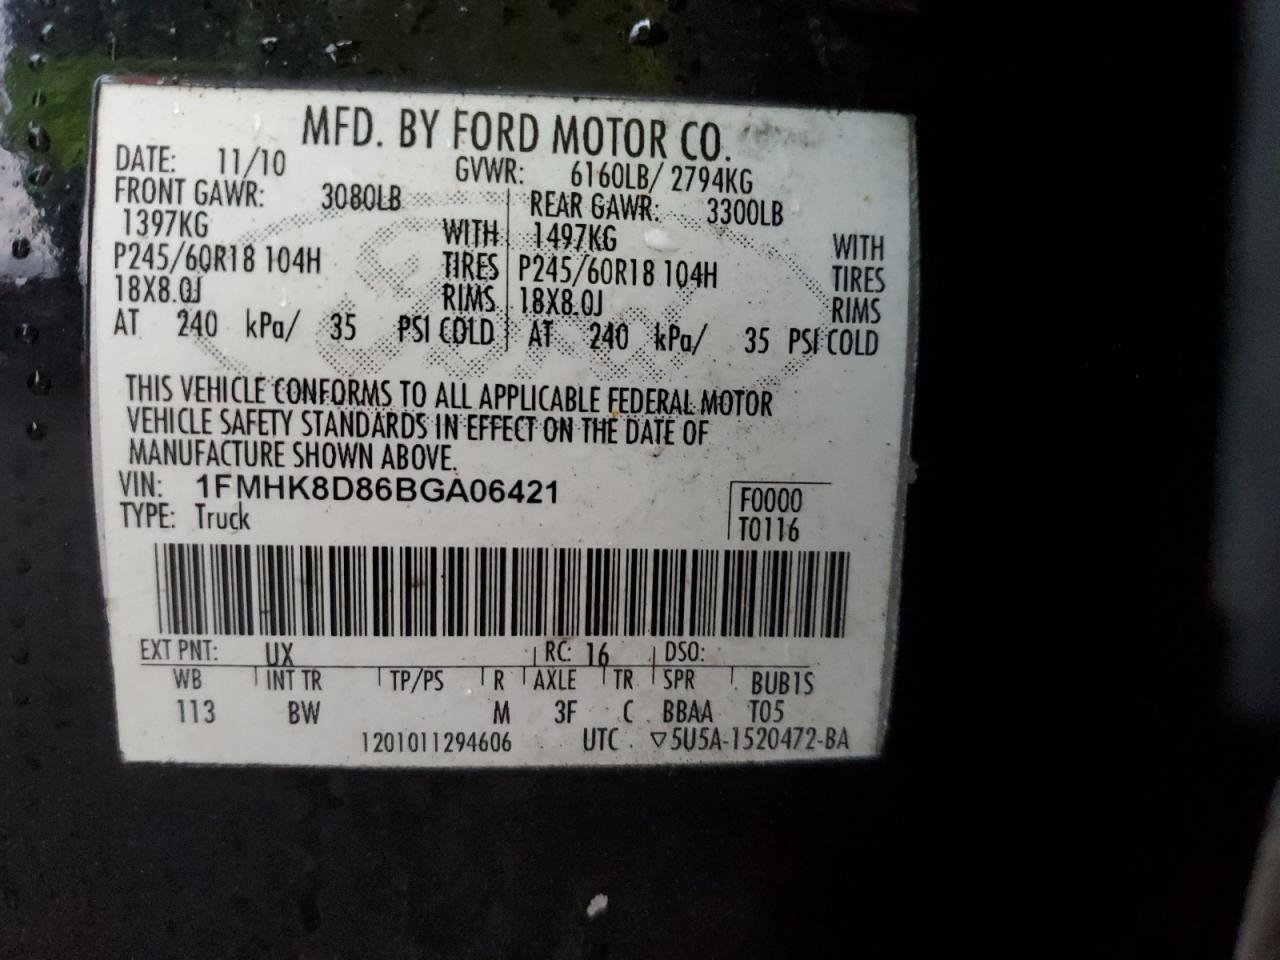 MFD. BY FORD MOTOR CO.
DATE: 11/10 GVWR: 6160LB/ 2794KG
FRONT GAWR: 3080LB REAR GAWR: 3300LB
1397KG WITH 1497KG WITH
P245/60R18 104H TIRES P245/60R18 104H TIRES
18X8.0J RIMS 18X8.0J RIMS
AT 240 kPa/ 35 PSI COLD AT 240 kPa/ 35 PSI COLD
THIS VEHICLE CONFORMS TO ALL APPLICABLE FEDERAL MOTOR
VEHICLE SAFETY STANDARDS IN EFFECT ON THE DATE OF
MANUFACTURE SHOWN ABOVE.
VIN: 1FMHK8D86BGA06421 F0000
TYPE: Truck T0116
EXT PNT: UX RC: 16 DSO:
WB INT TR TP/PS R AXLE TR SPR BUB1S
113 BW M 3F C BBAA T05
1201011294606 UTC ▽5U5A-1520472-BA